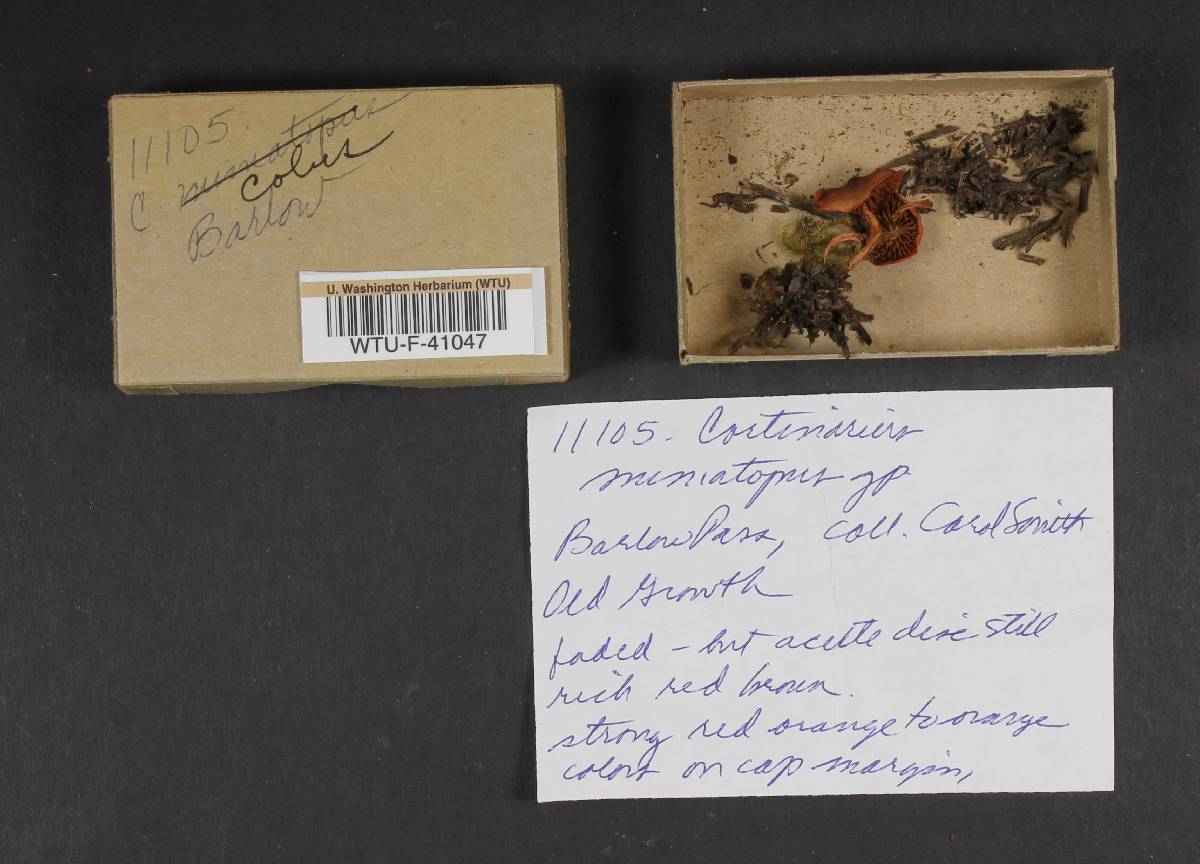 11105.
C. miniatopus
colus
Barlow
U. Washington Herbarium (WTU)
WTU-F-41047
11105. Cortinarius
miniatopus gp
Barlow Pass, coll. Carol Smith
Old Growth
faded - but acute disc still
rich red brown.
strong red orange to orange
colors on cap margin,